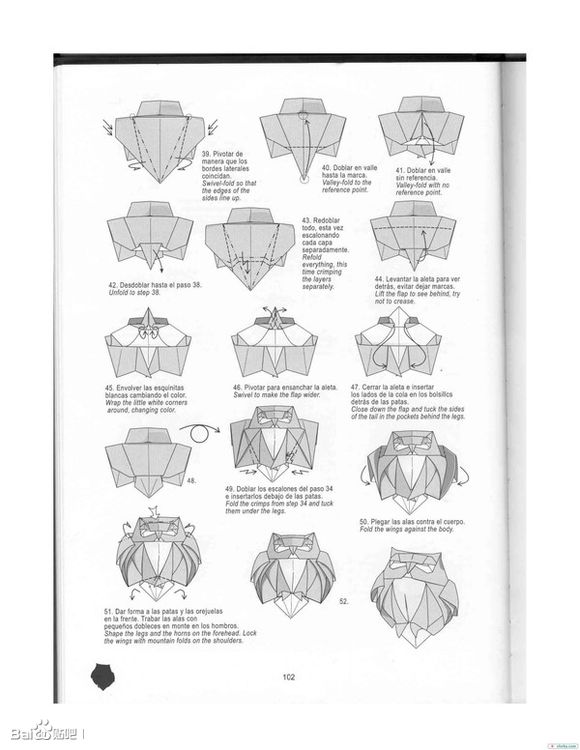 39. Pivotar de
manera que los
bordes laterales
coincidan.
Swivel-fold so that
the edges of the
sides line up.
40. Doblar en valle
hasta la marca.
Valley-fold to the
reference point.
41. Doblar en valle
sin referencia.
Valley-fold with no
reference point.
42. Desdoblar hasta el paso 38.
Unfold to step 38.
43. Redoblar
todo, esta vez
escalonando
cada capa
separadamente.
Refold
everything, this
time crimping
the layers
separately.
44. Levantar la aleta para ver
detrás, evitar dejar marcas.
Lift the flap to see behind, try
not to crease.
45. Envolver las esquinitas
blancas cambiando el color.
Wrap the little white corners
around, changing color.
46. Pivotar para ensanchar la aleta.
Swivel to make the flap wider.
47. Cerrar la aleta e insertar
los lados de la cola en los bolsillos
detrás de las patas.
Close down the flap and tuck the sides
of the tail in the pockets behind the legs.
48.
49. Doblar los escalones del paso 34
e insertarlos debajo de las patas.
Fold the crimps from step 34 and tuck
them under the legs.
50. Plegar las alas contra el cuerpo.
Fold the wings against the body.
51. Dar forma a las patas y las orejuelas
en la frente. Trabar las alas con
pequeños dobleces en monte en los hombros.
Shape the legs and the horns on the forehead. Lock
the wings with mountain folds on the shoulders.
52.
102
Bai贴吧